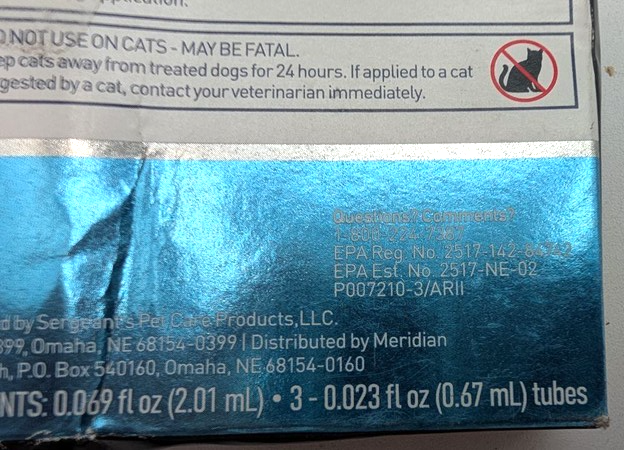 DO NOT USE ON CATS - MAY BE FATAL.
ep cats away from treated dogs for 24 hours. If applied to a cat
gested by a cat, contact your veterinarian immediately.
Questions? Comments?
EPA Reg. No. 2517-142-
EPA Est. No. 2517-NE-02
P007210-3/ARII
d by Sergeant's Pet Care Products, LLC.
399, Omaha, NE 68154-0399 | Distributed by Meridian
h, P.O. Box 540160, Omaha, NE 68154-0160
NTS: 0.069 fl oz (2.01 mL) • 3 - 0.023 fl oz (0.67 mL) tubes